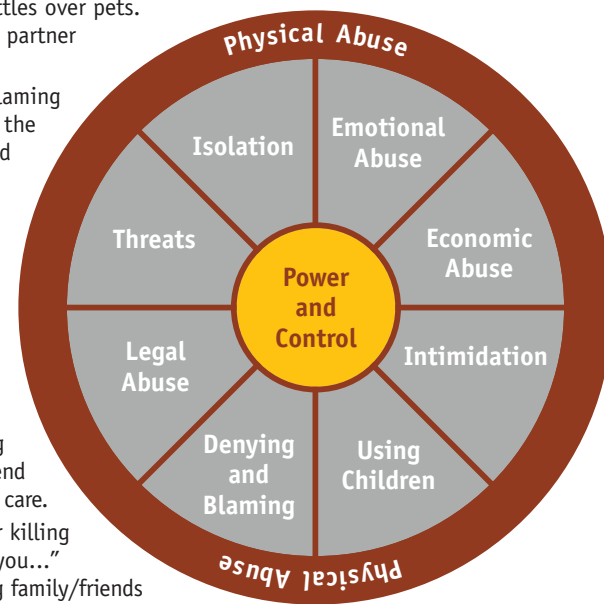 ttles over pets.
partner
laming
the
d
g
end
care.
r killing
you…"
g family/friends
Physical Abuse
Emotional
Abuse
Economic
Abuse
Intimidation
Using
Children
Denying
and
Blaming
Legal
Abuse
Threats
Isolation
Power
and
Control
Physical Abuse